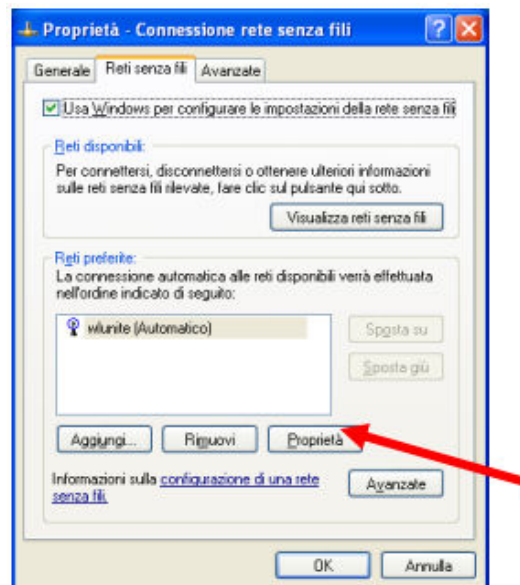 Proprietà - Connessione rete senza fili
Generale Reti senza fili Avanzate
Usa Windows per configurare le impostazioni della rete senza fili
Reti disponibili:
Per connettersi, disconnettersi o ottenere ulteriori informazioni
sulle reti senza fili rilevate, fare clic sul pulsante qui sotto.
Visualizza reti senza fili
Reti preferite:
La connessione automatica alle reti disponibili verrà effettuata
nell'ordine indicato di seguito:
wlunite (Automatico)
Sposta su
Sposta giù
Aggiungi... Rimuovi Proprietà
Informazioni sulla configurazione di una rete
senza fili.
Avanzate
OK Annulla